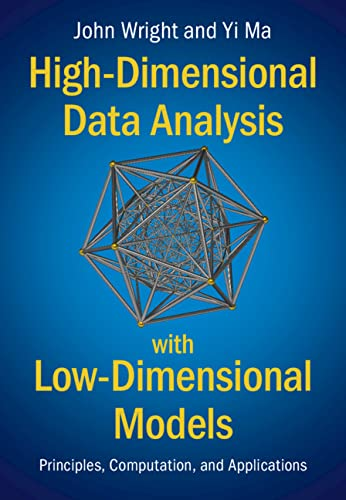 John Wright and Yi Ma
High-Dimensional
Data Analysis
with
Low-Dimensional
Models
Principles, Computation, and Applications